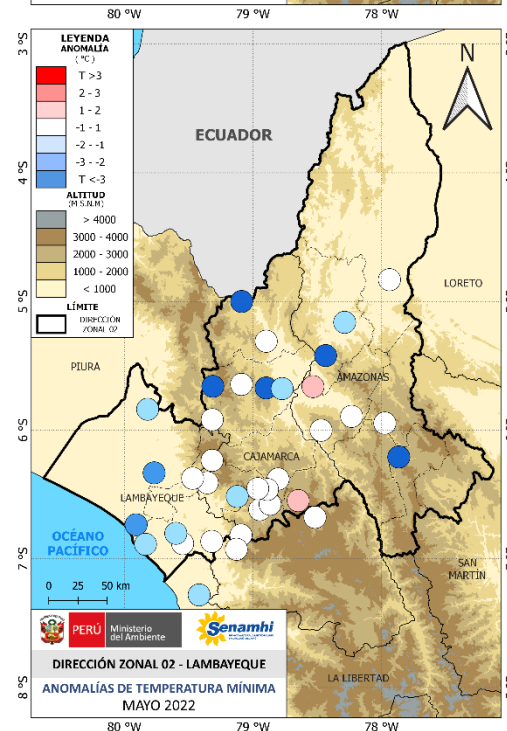 80 °W 79 °W 78 °W
3 °S
4 °S
5 °S
6 °S
7 °S
8 °S
LEYENDA
ANOMALÍA
( °C )
T >3
2 - 3
1 - 2
-1 - 1
-2 - -1
-3 - -2
T <-3
ALTITUD
(M S.N.M)
> 4000
3000 - 4000
2000 - 3000
1000 - 2000
< 1000
LÍMITE
DIRECCIÓN
ZONAL 02
N
ECUADOR
LORETO
PIURA
AMAZONAS
CAJAMARCA
LAMBAYEQUE
OCÉANO
PACÍFICO
SAN
MARTÍN
LA LIBERTAD
0 25 50 km
PERÚ
Ministerio
del Ambiente
Senamhi
DIRECCIÓN ZONAL 02 - LAMBAYEQUE
ANOMALÍAS DE TEMPERATURA MÍNIMA
MAYO 2022
80 °W 79 °W 78 °W